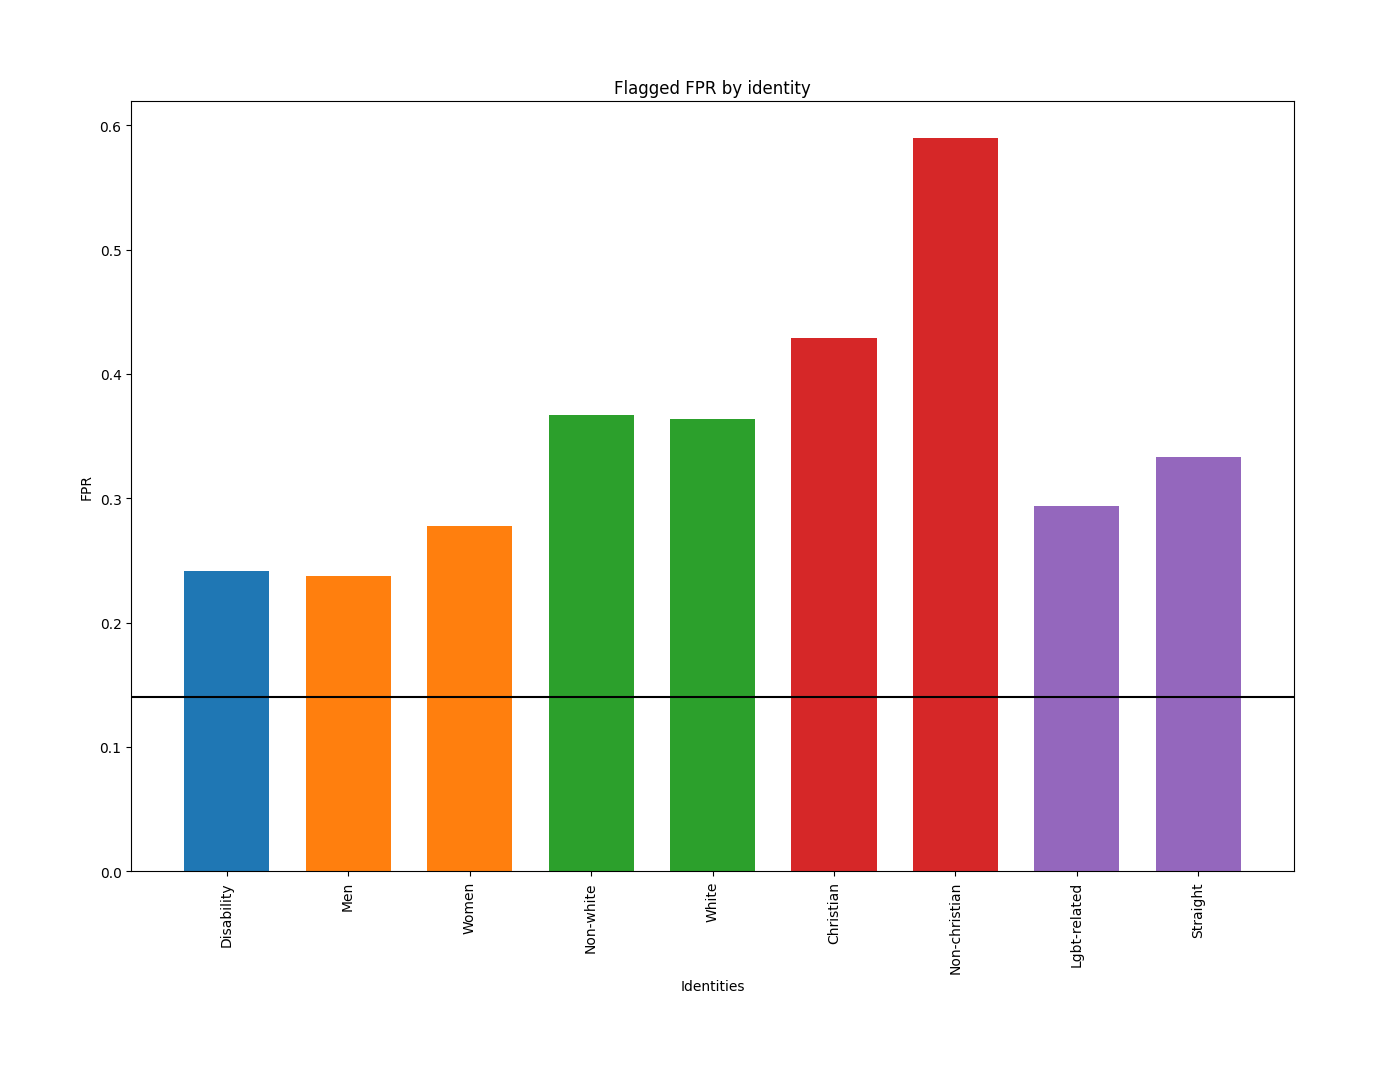 Flagged FPR by identity
0.6
0.5
0.4
0.3
0.2
0.1
0.0
FPR
Disability
Men
Women
Non-white
White
Christian
Non-christian
Lgbt-related
Straight
Identities